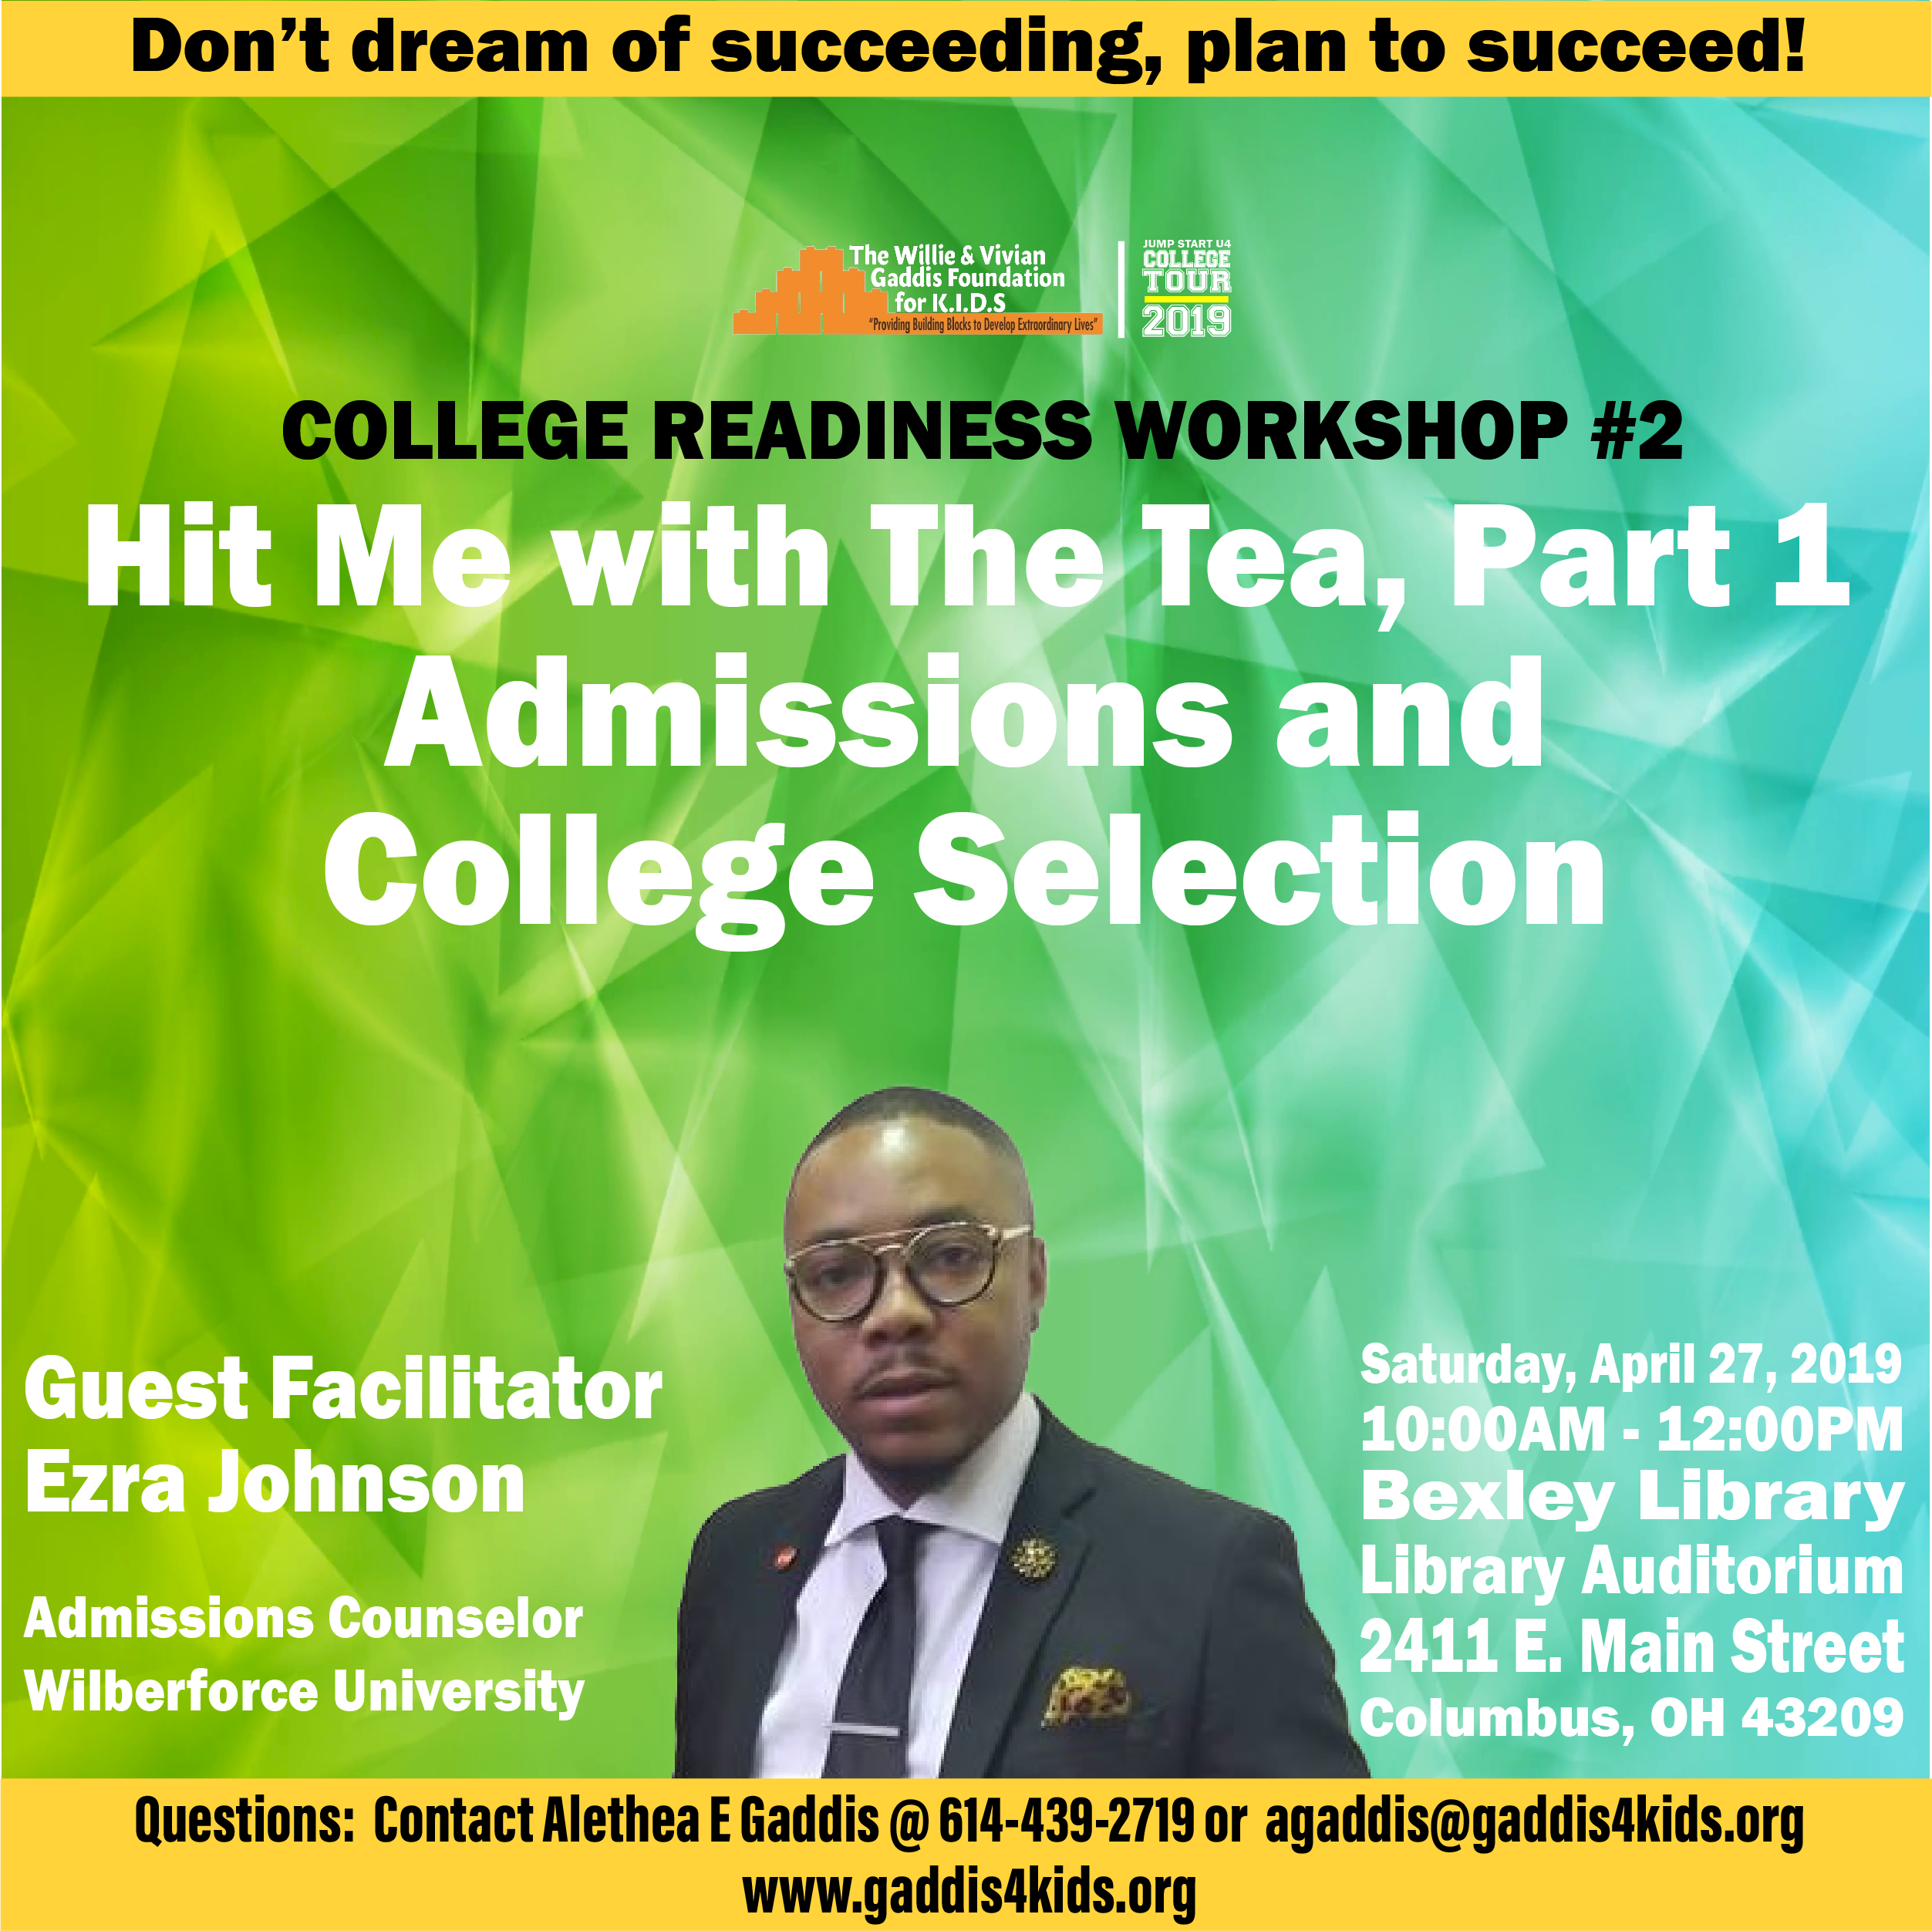 Don’t dream of succeeding, plan to succeed!
The Willie & Vivian
Gaddis Foundation
for K.I.D.S
"Providing Building Blocks to Develop Extraordinary Lives"
JUMP START U4
COLLEGE
TOUR
2019
COLLEGE READINESS WORKSHOP #2
Hit Me with The Tea, Part 1
Admissions and
College Selection
Guest Facilitator
Ezra Johnson
Admissions Counselor
Wilberforce University
Saturday, April 27, 2019
10:00AM - 12:00PM
Bexley Library
Library Auditorium
2411 E. Main Street
Columbus, OH 43209
Questions: Contact Alethea E Gaddis @ 614-439-2719 or agaddis@gaddis4kids.org
www.gaddis4kids.org